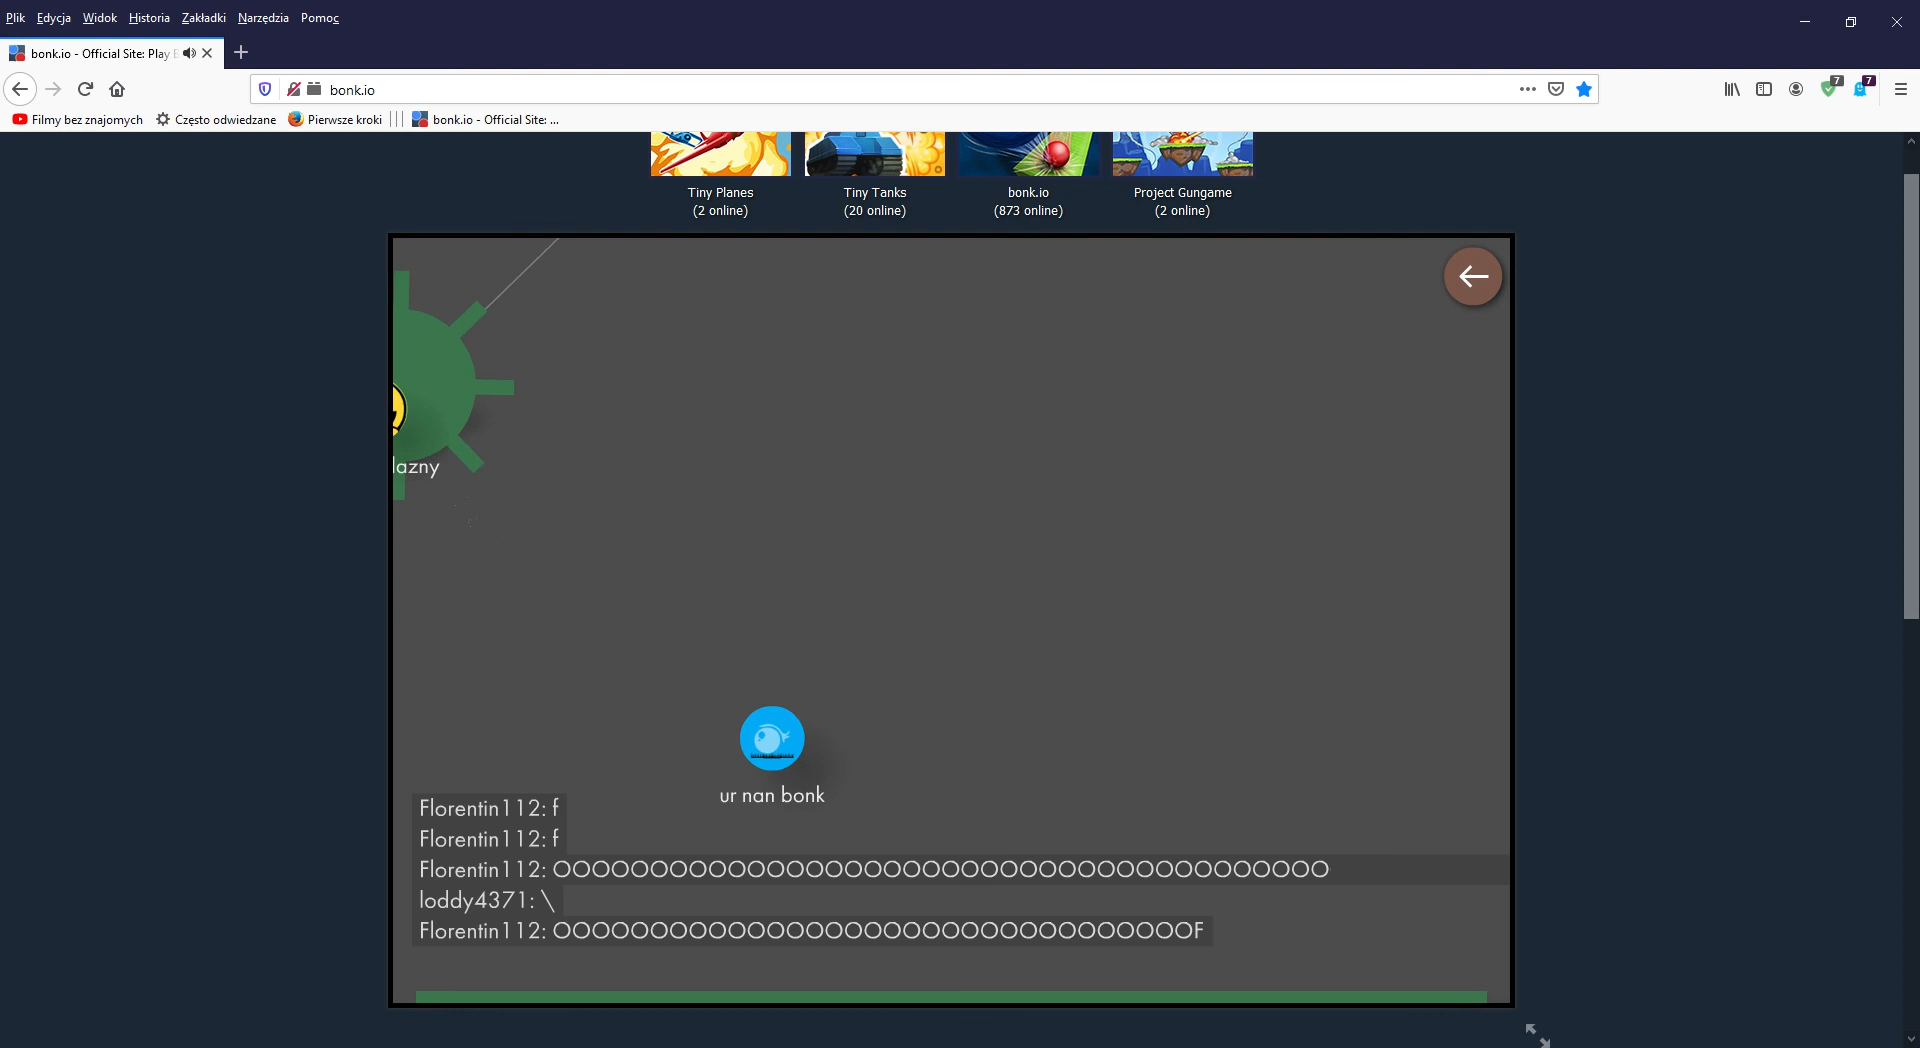 Plik Edycja Widok Historia Zakładki Narzędzia Pomoc
bonk.io - Official Site: Play
bonk.io
7 7
Filmy bez znajomych Często odwiedzane Pierwsze kroki bonk.io - Official Site: ...
Tiny Planes Tiny Tanks bonk.io Project Gungame
(2 online) (20 online) (873 online) (2 online)
lazny
ur nan bonk
Florentin112: f
Florentin112: f
Florentin112: OOOOOOOOOOOOOOOOOOOOOOOOOOOOOOOOOOOOOOOO
loddy4371: \
Florentin112: OOOOOOOOOOOOOOOOOOOOOOOOOOOOOOOOOF